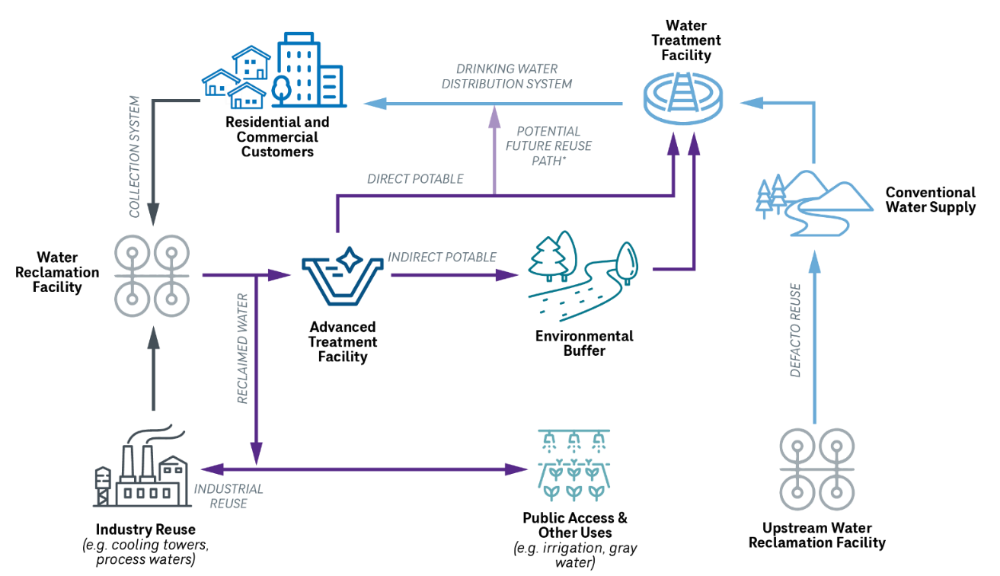 Water
Treatment
Facility
DRINKING WATER
DISTRIBUTION SYSTEM
Residential and
Commercial
Customers
POTENTIAL
FUTURE REUSE
PATH*
COLLECTION SYSTEM
DIRECT POTABLE
Conventional
Water Supply
Water
Reclamation
Facility
INDIRECT POTABLE
Advanced
Treatment
Facility
Environmental
Buffer
RECLAIMED WATER
DEFACTO REUSE
INDUSTRIAL
REUSE
Industry Reuse
(e.g. cooling towers,
process waters)
Public Access &
Other Uses
(e.g. irrigation, gray
water)
Upstream Water
Reclamation Facility